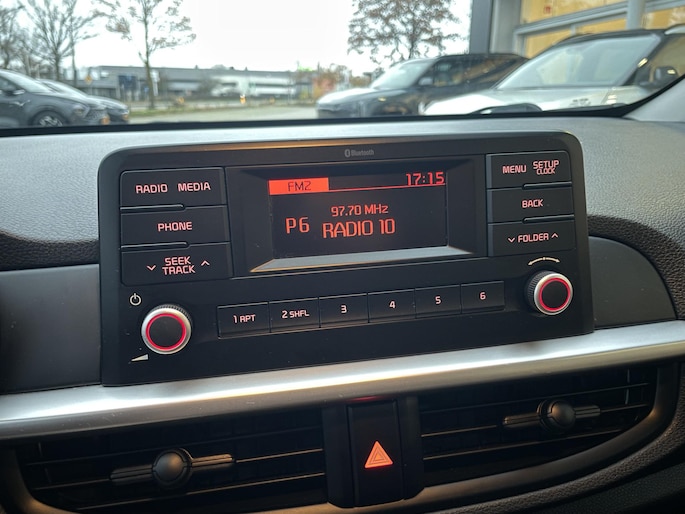 Bluetooth
RADIO MEDIA
PHONE
SEEK
TRACK
FM2 17:15
97.70 MHz
P6 RADIO 10
MENU SETUP
CLOCK
BACK
FOLDER
1 RPT 2 SHFL 3 4 5 6